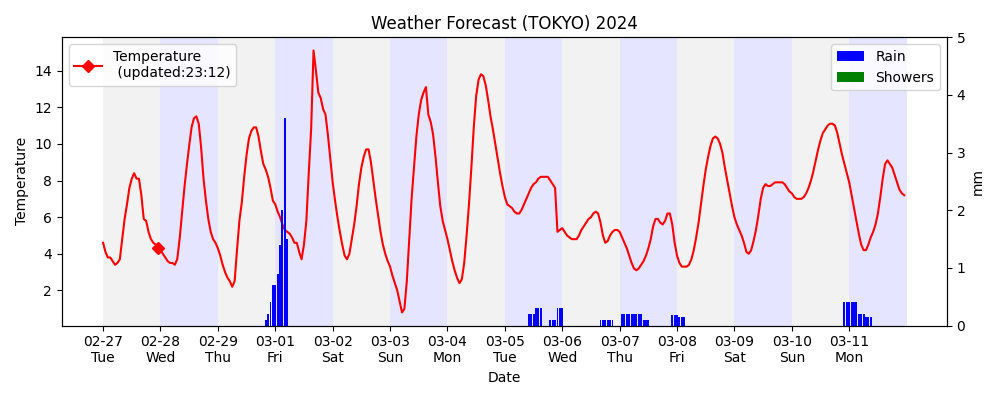 Weather Forecast (TOKYO) 2024
Temperature
(updated:23:12)
Rain
Showers
Temperature
14
12
10
8
6
4
2
5
4
3
2
1
0
mm
02-27 02-28 02-29 03-01 03-02 03-03 03-04 03-05 03-06 03-07 03-08 03-09 03-10 03-11
Tue Wed Thu Fri Sat Sun Mon Tue Wed Thu Fri Sat Sun Mon
Date